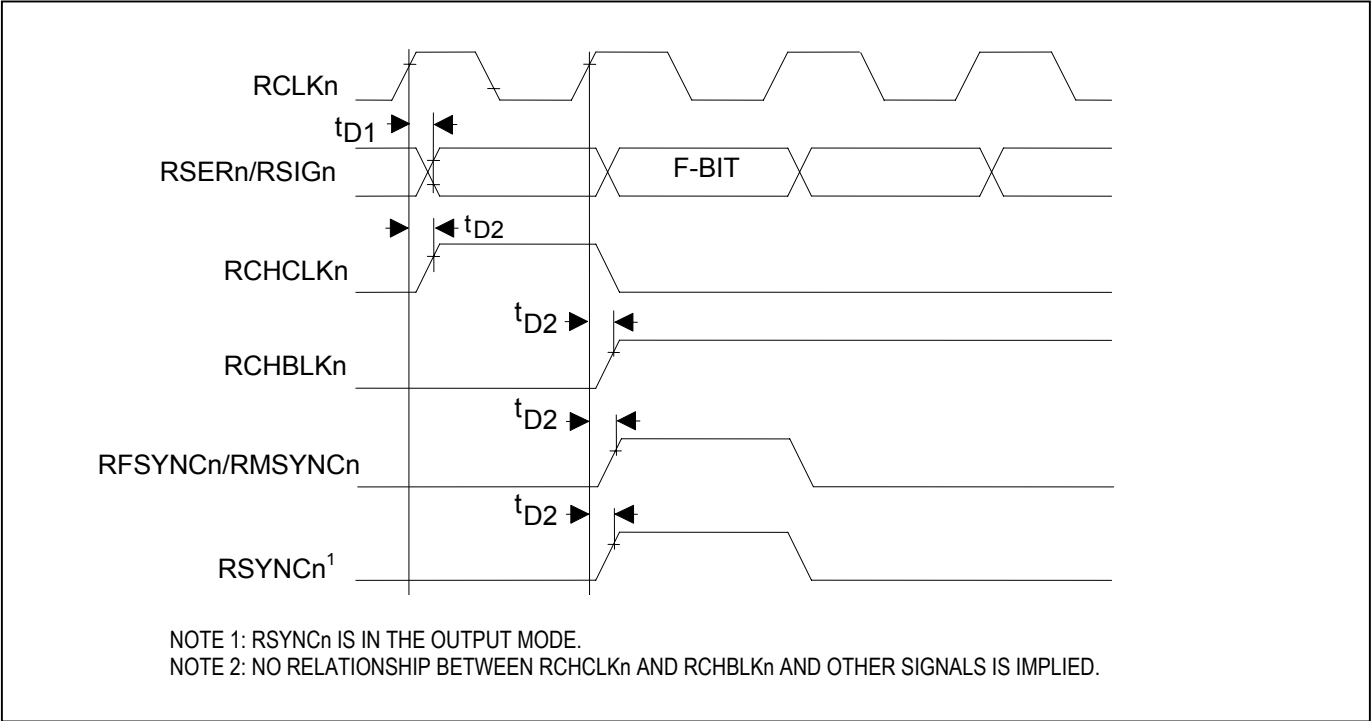 RCLKn
tD1
RSERn/RSIGn
F-BIT
tD2
RCHCLKn
tD2
RCHBLKn
tD2
RFSYNCn/RMSYNCn
tD2
RSYNCn1
NOTE 1: RSYNCn IS IN THE OUTPUT MODE.
NOTE 2: NO RELATIONSHIP BETWEEN RCHCLKn AND RCHBLKn AND OTHER SIGNALS IS IMPLIED.